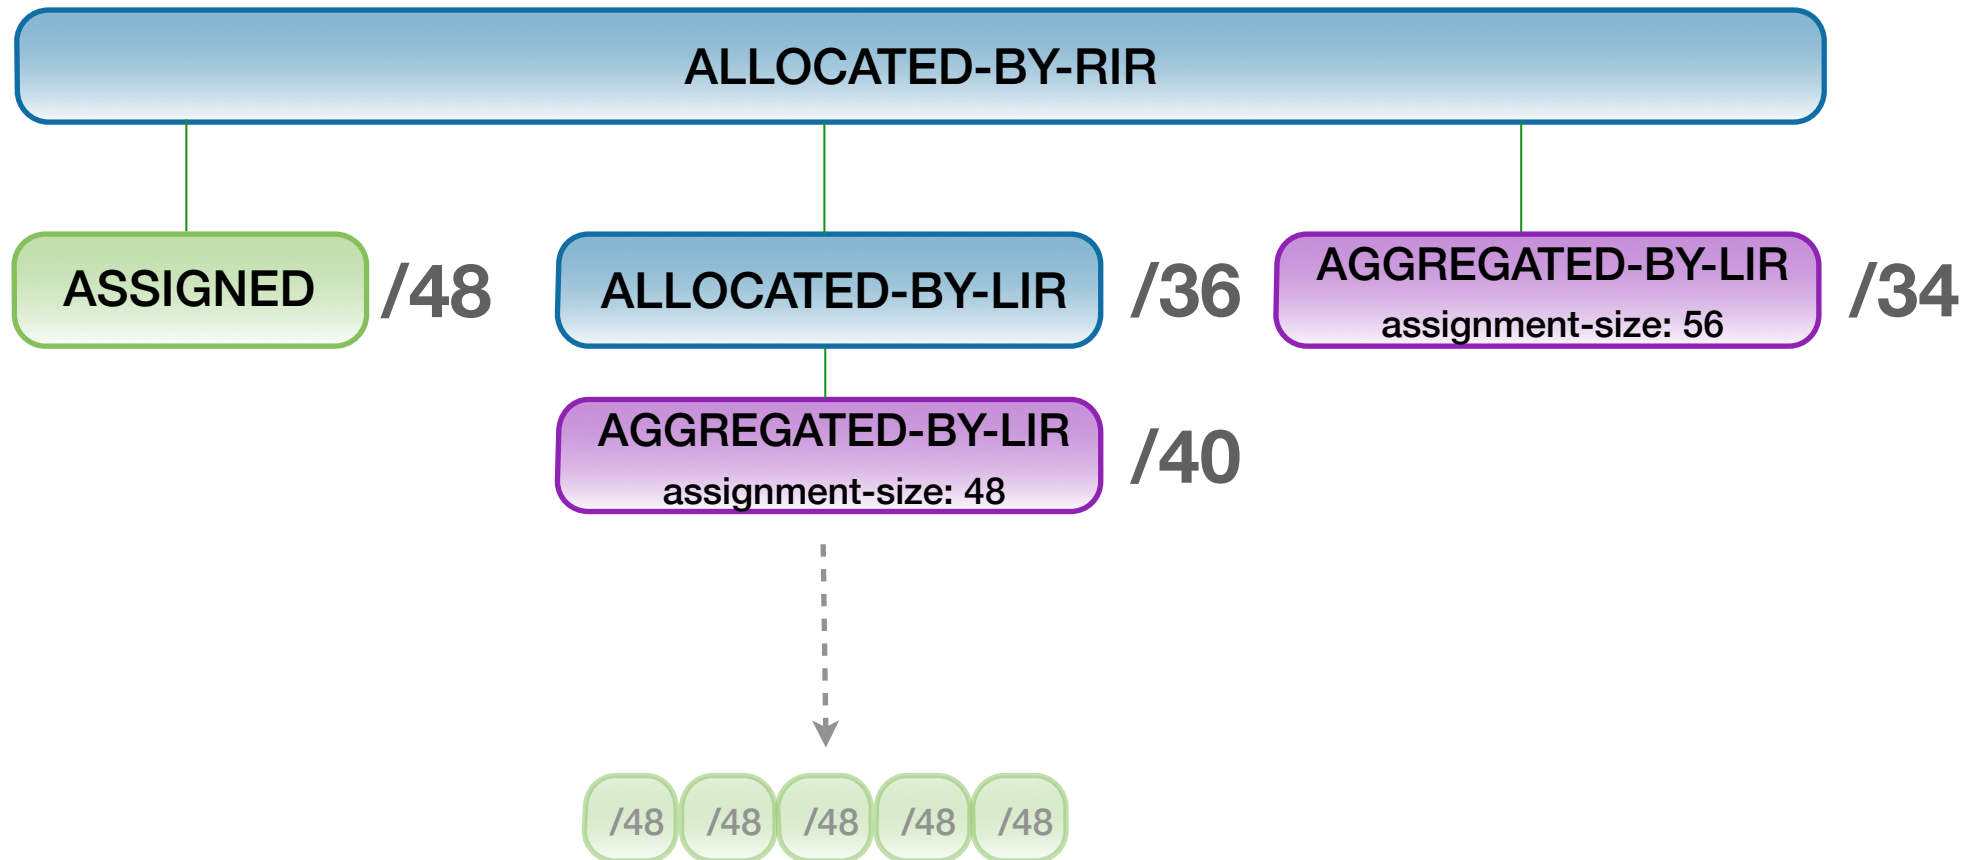 ALLOCATED-BY-RIR
ASSIGNED
/48
ALLOCATED-BY-LIR
/36
AGGREGATED-BY-LIR
assignment-size: 56
/34
AGGREGATED-BY-LIR
assignment-size: 48
/40
/48 /48 /48 /48 /48